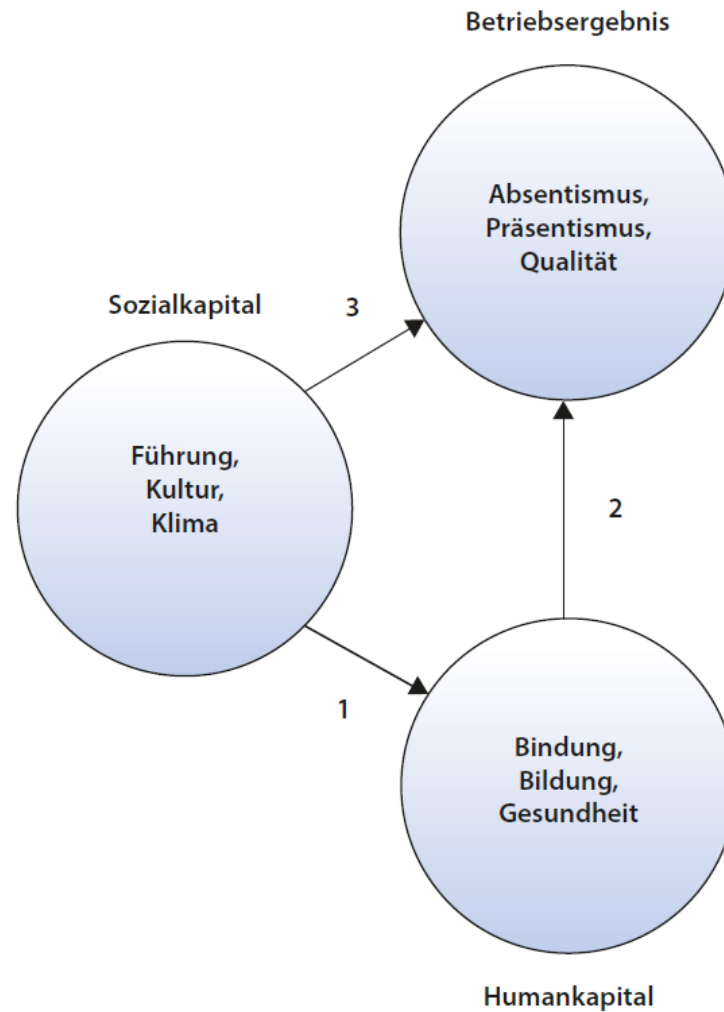 Betriebsergebnis
Absentismus,
Präsentismus,
Qualität
Sozialkapital
3
Führung,
Kultur,
Klima
2
1
Bindung,
Bildung,
Gesundheit
Humankapital